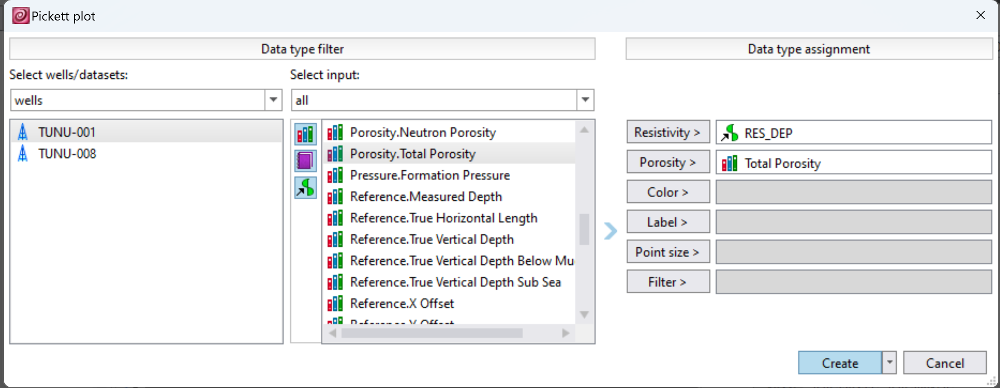 Pickett plot
Data type filter
Data type assignment
Select wells/datasets:
Select input:
wells
all
TUNU-001
TUNU-008
Porosity.Neutron Porosity
Porosity.Total Porosity
Pressure.Formation Pressure
Reference.Measured Depth
Reference.True Horizontal Length
Reference.True Vertical Depth
Reference.True Vertical Depth Below Mu
Reference.True Vertical Depth Sub Sea
Reference.X Offset
Reference.Y Offset
Resistivity >
RES_DEP
Porosity >
Total Porosity
Color >
Label >
Point size >
Filter >
Create
Cancel